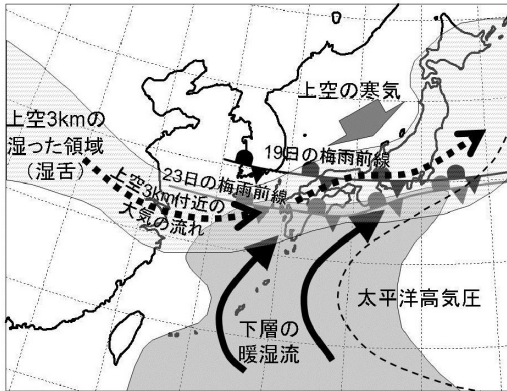 上空の寒気
上空3kmの
湿った領域
（湿舌）
19日の梅雨前線
23日の梅雨前線
上空3km付近の
大気の流れ
太平洋高気圧
下層の
暖湿流